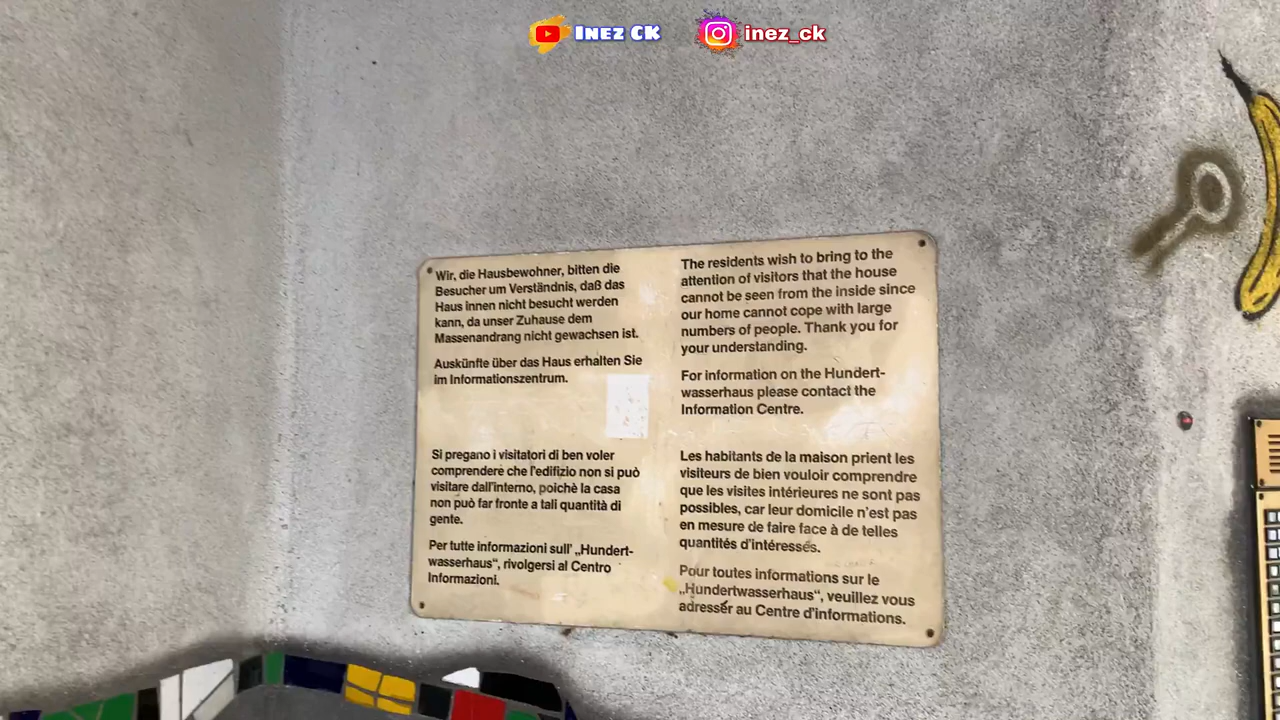 Inez CK
inez_ck
Wir, die Hausbewohner, bitten die
Besucher um Verständnis, daß das
Haus innen nicht besucht werden
kann, da unser Zuhause dem
Massenandrang nicht gewachsen ist.
Auskünfte über das Haus erhalten Sie
im Informationszentrum.
The residents wish to bring to the
attention of visitors that the house
cannot be seen from the inside since
our home cannot cope with large
numbers of people. Thank you for
your understanding.
For information on the Hundert-
wasserhaus please contact the
Information Centre.
Si pregano i visitatori di ben voler
comprendere che l'edifizio non si può
visitare dall'interno, poichè la casa
non può far fronte a tali quantità di
gente.
Per tutte informazioni sull' „Hundert-
wasserhaus“, rivolgersi al Centro
Informazioni.
Les habitants de la maison prient les
visiteurs de bien vouloir comprendre
que les visites intérieures ne sont pas
possibles, car leur domicile n'est pas
en mesure de faire face à de telles
quantités d'intéressés.
Pour toutes informations sur le
„Hundertwasserhaus“, veuillez vous
adresser au Centre d'informations.